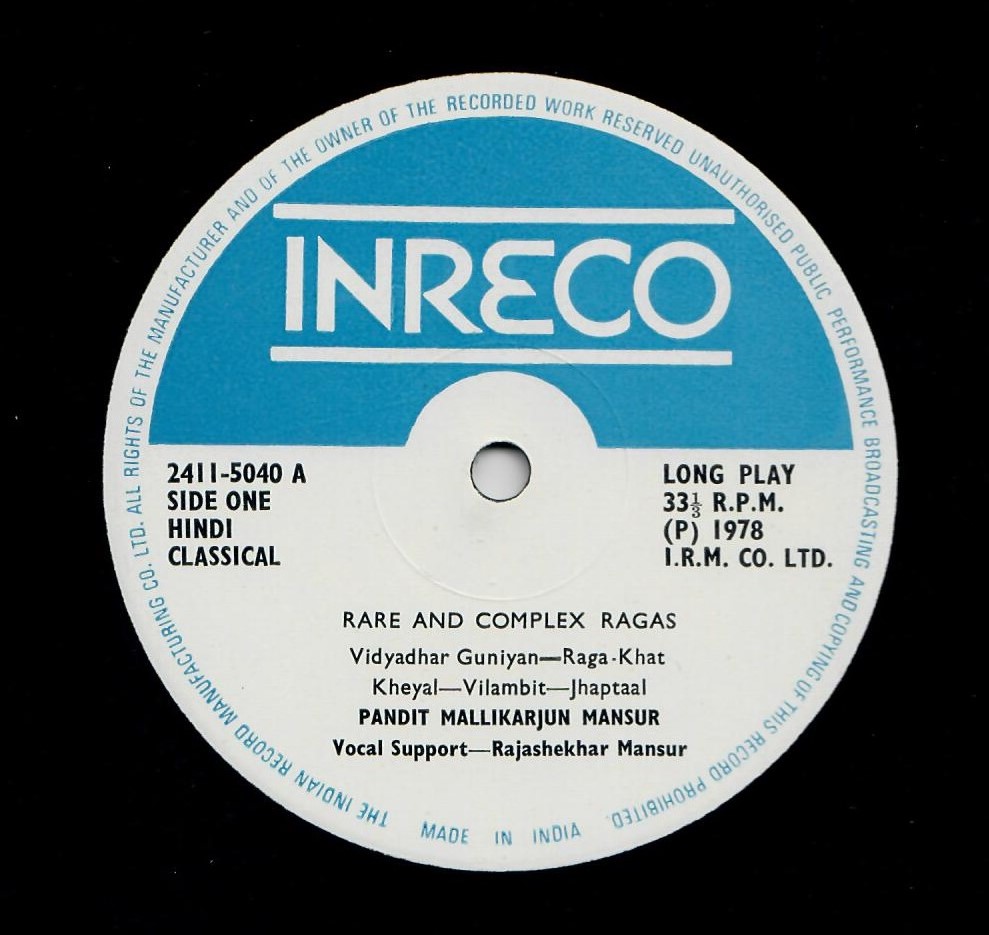 THE INDIAN RECORD MANUFACTURING CO. LTD. ALL RIGHTS OF THE MANUFACTURER AND OF THE OWNER OF THE RECORDED WORK RESERVED UNAUTHORISED PUBLIC PERFORMANCE BROADCASTING AND COPYING OF THIS RECORD PROHIBITED.
INRECO
2411-5040 A
SIDE ONE
HINDI
CLASSICAL
LONG PLAY
33⅓ R.P.M.
(P) 1978
I.R.M. CO. LTD.
RARE AND COMPLEX RAGAS
Vidyadhar Guniyan—Raga-Khat
Kheyal—Vilambit—Jhaptaal
PANDIT MALLIKARJUN MANSUR
Vocal Support—Rajashekhar Mansur
MADE IN INDIA